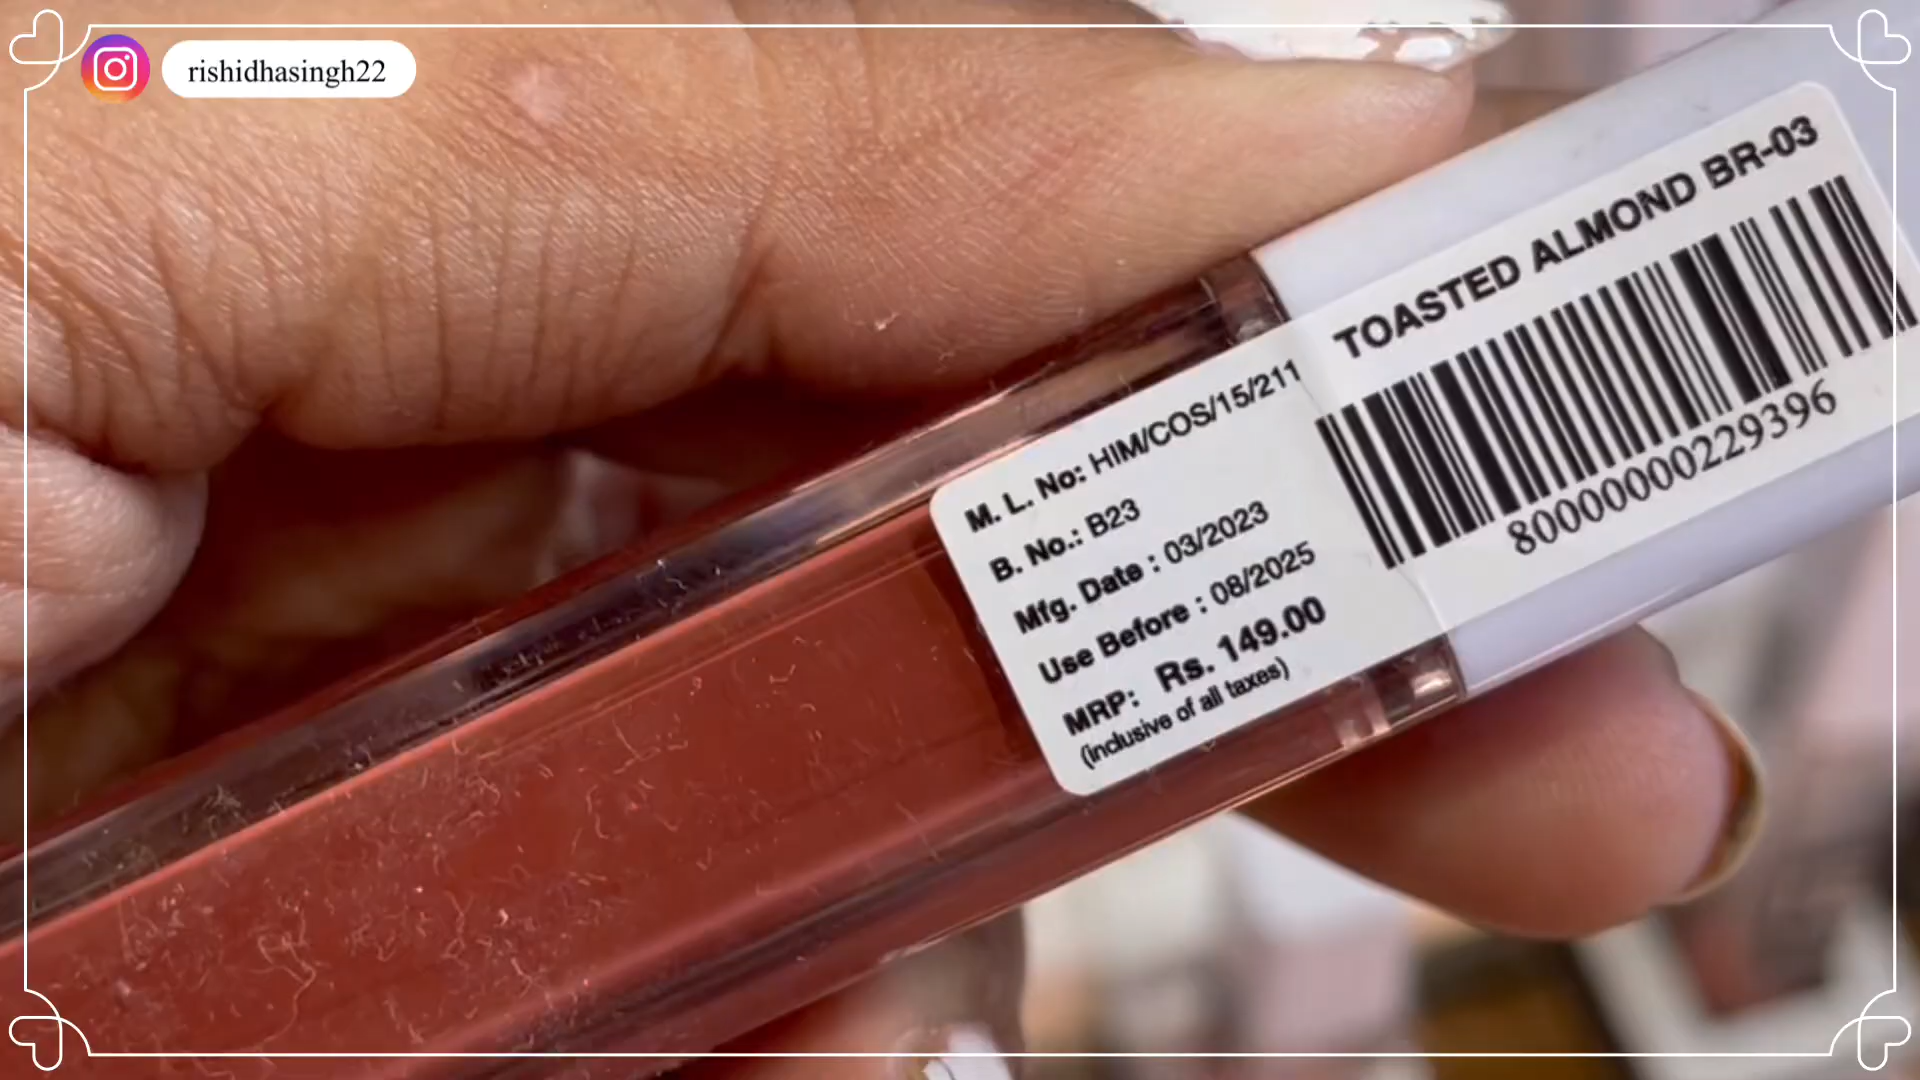 rishidhasingh22
TOASTED ALMOND BR-03
8000000229396
M. L. No: HIM/COS/15/211
B. No.: B23
Mfg. Date : 03/2023
Use Before : 08/2025
MRP: Rs. 149.00
(inclusive of all taxes)